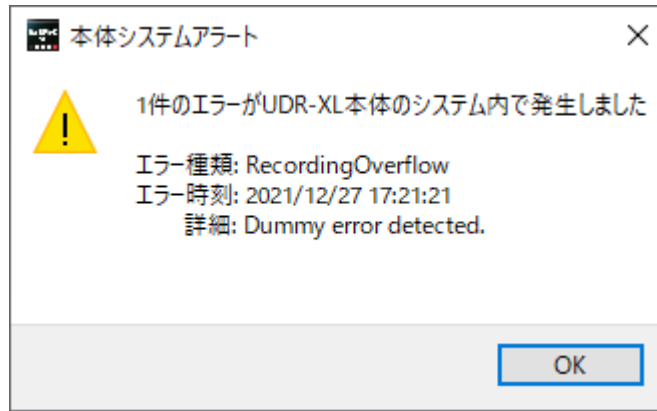 本体システムアラート
1件のエラーがUDR-XL本体のシステム内で発生しました
エラー種類: RecordingOverflow
エラー時刻: 2021/12/27 17:21:21
詳細: Dummy error detected.
OK